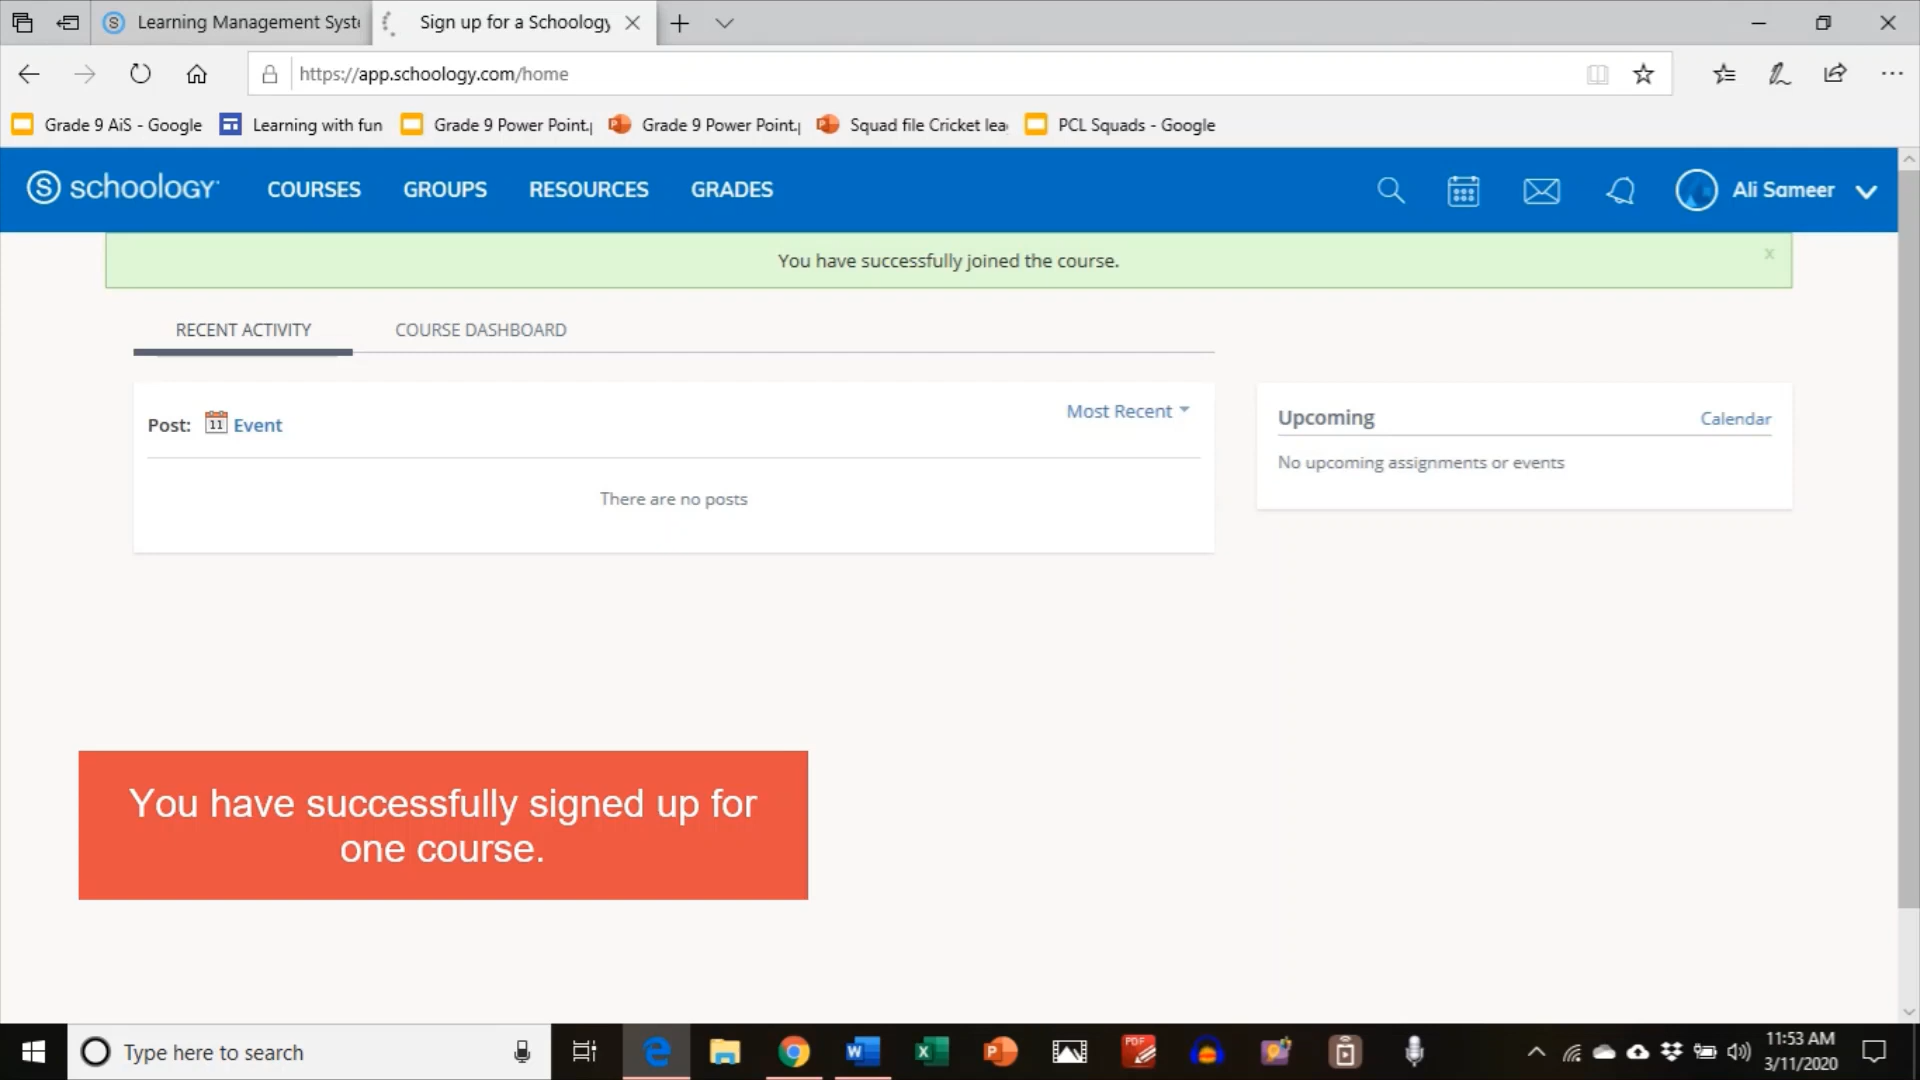 Learning Management Syst
Sign up for a Schoology
https://app.schoology.com/home
Grade 9 AiS - Google
Learning with fun
Grade 9 Power Point.
Grade 9 Power Point.
Squad file Cricket lea
PCL Squads - Google
S schoology
COURSES
GROUPS
RESOURCES
GRADES
Ali Sameer
You have successfully joined the course.
x
RECENT ACTIVITY
COURSE DASHBOARD
Post: 11 Event
Most Recent
There are no posts
Upcoming
Calendar
No upcoming assignments or events
You have successfully signed up for
one course.
Type here to search
PDF
11:53 AM
3/11/2020